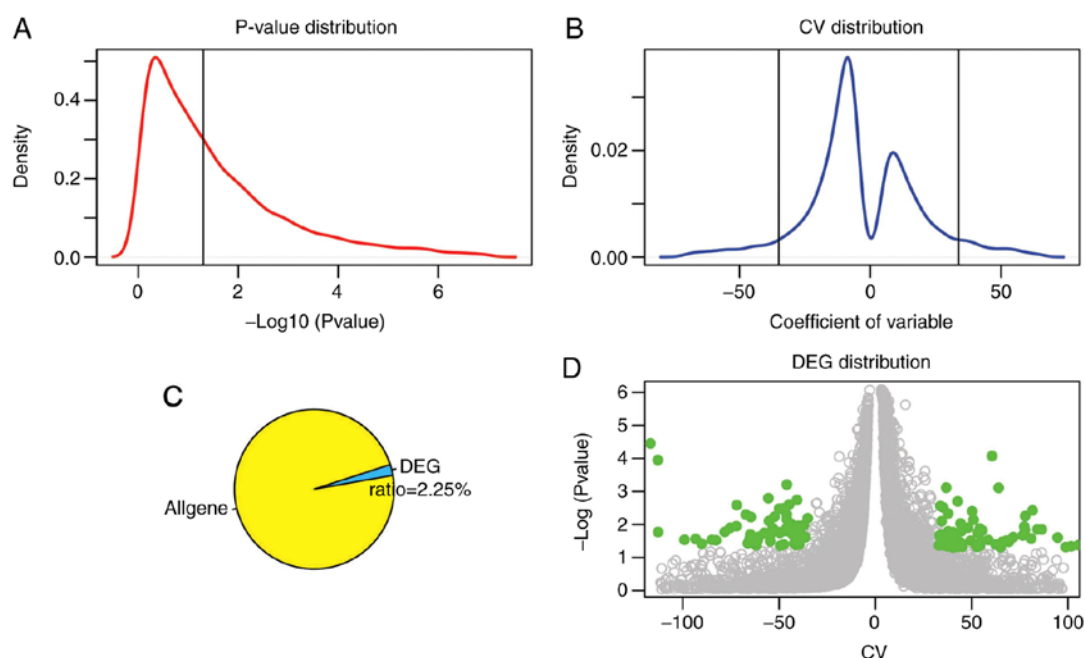 A
P-value distribution
Density
0.4
0.2
0.0
0
2
4
6
−Log10 (Pvalue)
B
CV distribution
Density
0.02
0.00
−50
0
50
Coefficient of variable
C
Allgene
DEG
ratio=2.25%
D
DEG distribution
−Log (Pvalue)
6
5
4
3
2
1
0
−100
−50
0
50
100
CV